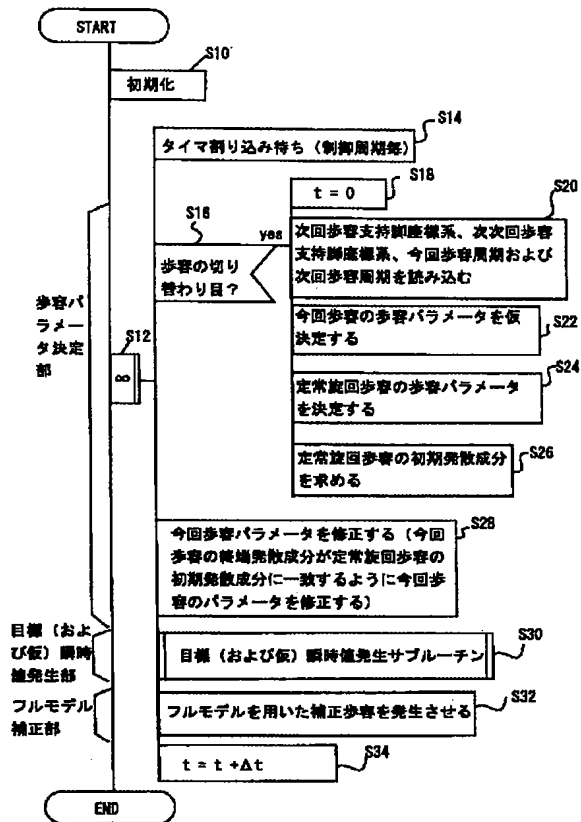 START
S10
初期化
S14
タイマ割り込み待ち（制御周期毎）
S18
t = 0
S16
yes
歩容の切り
替わり目？
S20
次回歩容支持脚座標系、次次回歩容
支持脚座標系、今回歩容周期および
次回歩容周期を読み込む
S22
今回歩容の歩容パラメータを仮
決定する
歩容パ
ラメー
タ決定
部
S12
∞
S24
定常旋回歩容の歩容パラメータ
を決定する
S26
定常旋回歩容の初期発散成分
を求める
S28
今回歩容パラメータを修正する（今回
歩容の終端発散成分が定常旋回歩容の
初期発散成分に一致するように今回歩
容のパラメータを修正する）
目標（およ
び仮）瞬時
値発生部
S30
目標（および仮）瞬時値発生サブルーチン
フルモデル
補正部
S32
フルモデルを用いた補正歩容を発生させる
S34
t = t +Δt
END